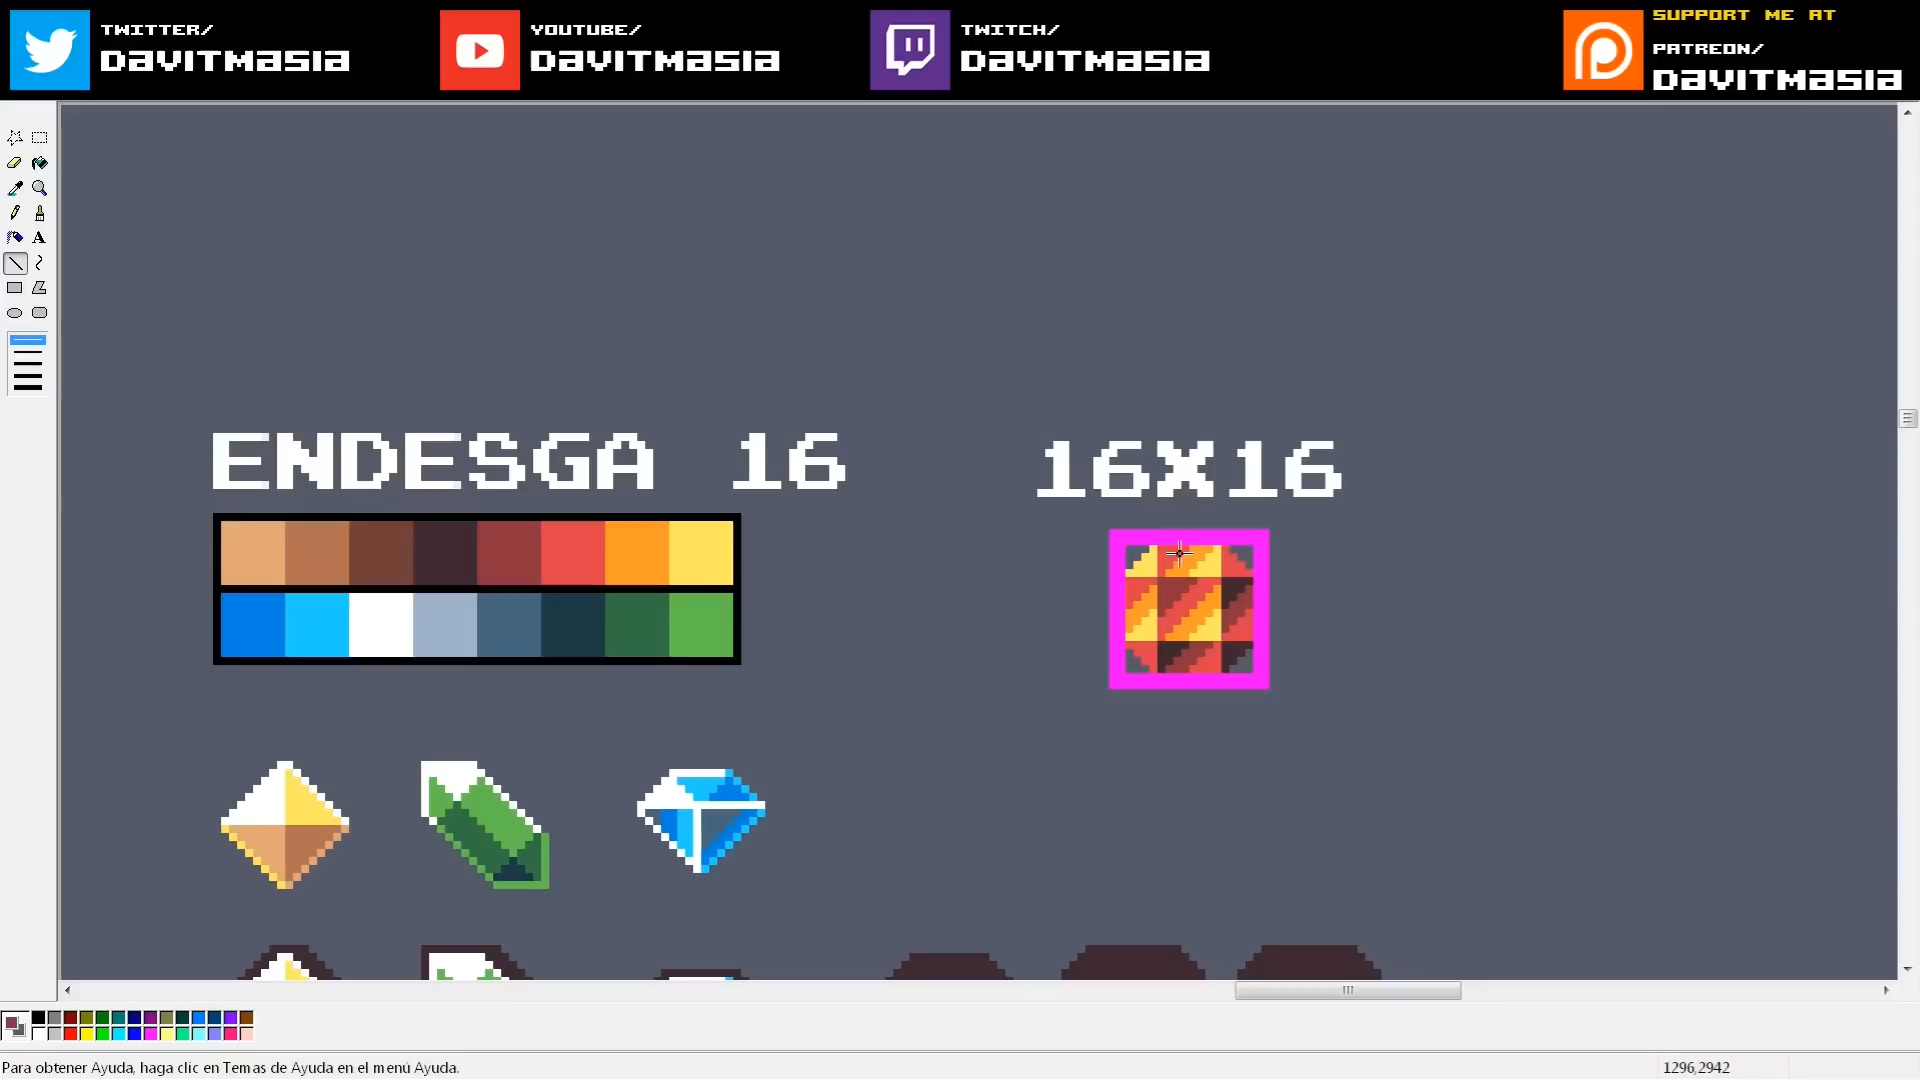 TWITTER/
DAVITMASIA
YOUTUBE/
DAVITMASIA
TWITCH/
DAVITMASIA
SUPPORT ME AT
PATREON/
DAVITMASIA
A
ENDESGA 16
16X16
Para obtener Ayuda, haga clic en Temas de Ayuda en el menú Ayuda.
1296,2942